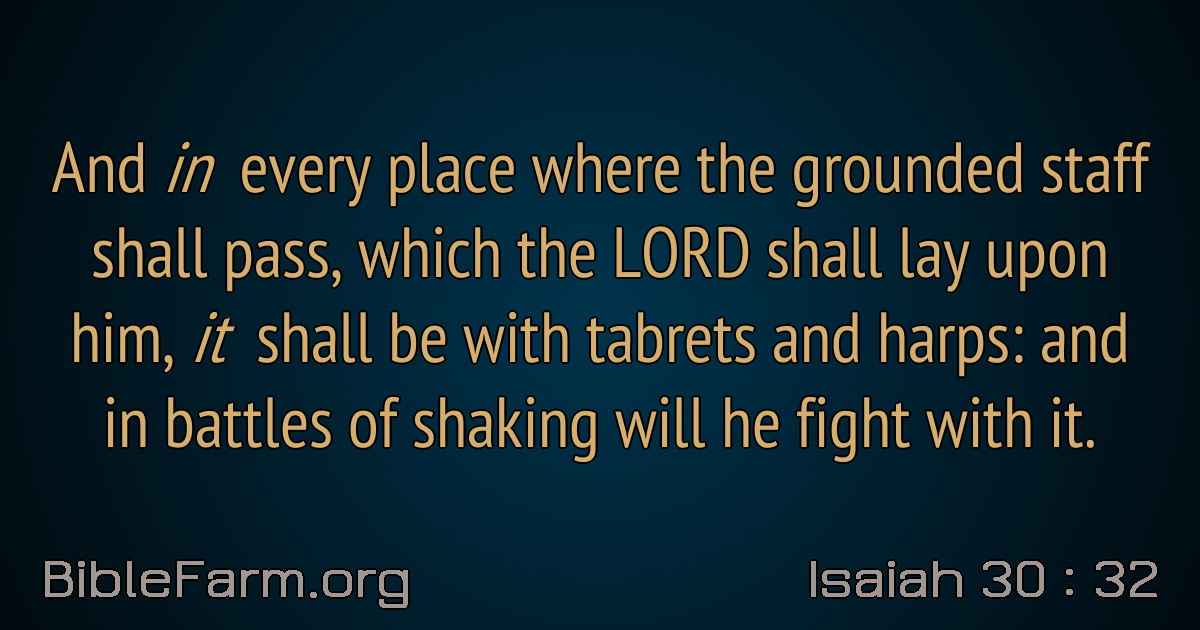 And in every place where the grounded staff
shall pass, which the LORD shall lay upon
him, it shall be with tabrets and harps: and
in battles of shaking will he fight with it.
BibleFarm.org
Isaiah 30 : 32